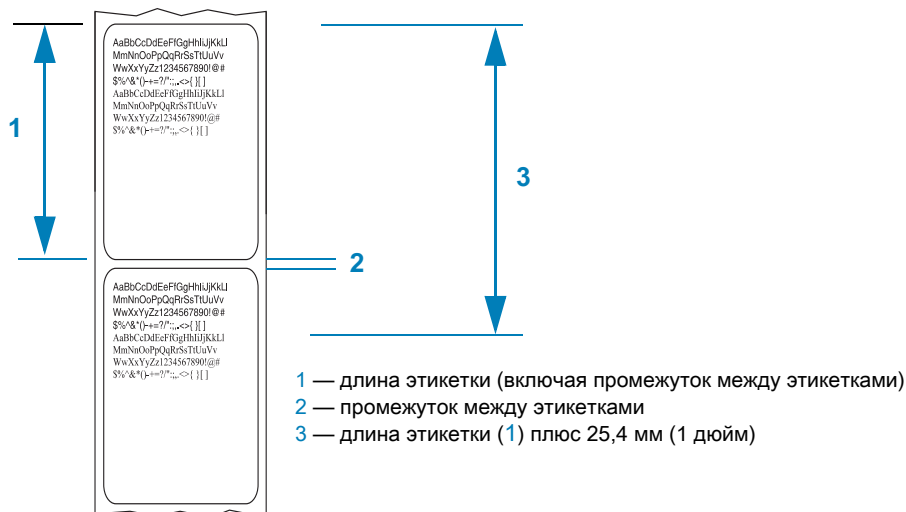 AaBbCcDdEeFfGgHhIiJjKkLl
MmNnOoPpQqRrSsTtUuVv
WwXxYyZz1234567890!@#
$%^&*()-+=?/":;,.<>{ }[ ]
AaBbCcDdEeFfGgHhIiJjKkLl
MmNnOoPpQqRrSsTtUuVv
WwXxYyZz1234567890!@#
$%^&*()-+=?/":;,.<>{ }[ ]
1
3
2
AaBbCcDdEeFfGgHhIiJjKkLl
MmNnOoPpQqRrSsTtUuVv
WwXxYyZz1234567890!@#
$%^&*()-+=?/":;,.<>{ }[ ]
AaBbCcDdEeFfGgHhIiJjKkLl
MmNnOoPpQqRrSsTtUuVv
WwXxYyZz1234567890!@#
$%^&*()-+=?/":;,.<>{ }[ ]
1 — длина этикетки (включая промежуток между этикетками)
2 — промежуток между этикетками
3 — длина этикетки (1) плюс 25,4 мм (1 дюйм)